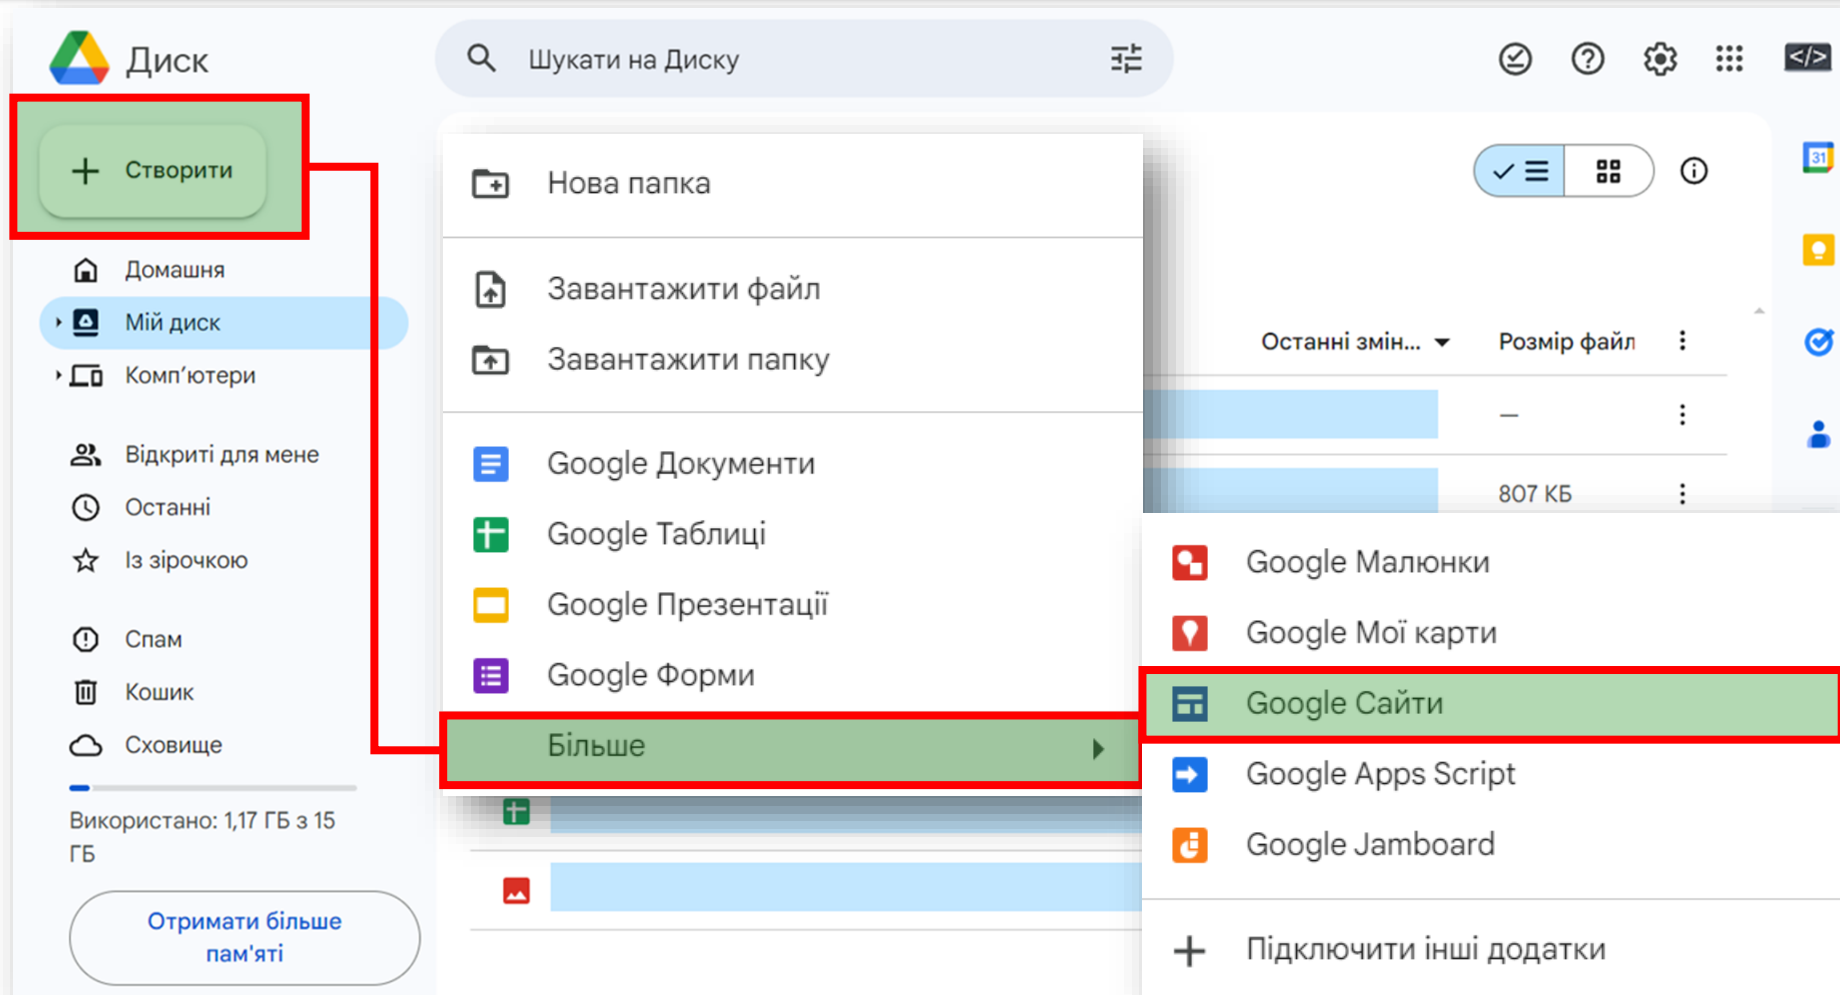 Диск
Шукати на Диску
</>
Створити
Домашня
Мій диск
Комп’ютери
Відкриті для мене
Останні
Із зірочкою
Спам
Кошик
Сховище
Використано: 1,17 ГБ з 15
ГБ
Отримати більше
пам'яті
Нова папка
Завантажити файл
Завантажити папку
Google Документи
Google Таблиці
Google Презентації
Google Форми
Більше
31
Останні змін...
Розмір файл
—
807 КБ
Google Малюнки
Google Мої карти
Google Сайти
Google Apps Script
Google Jamboard
Підключити інші додатки